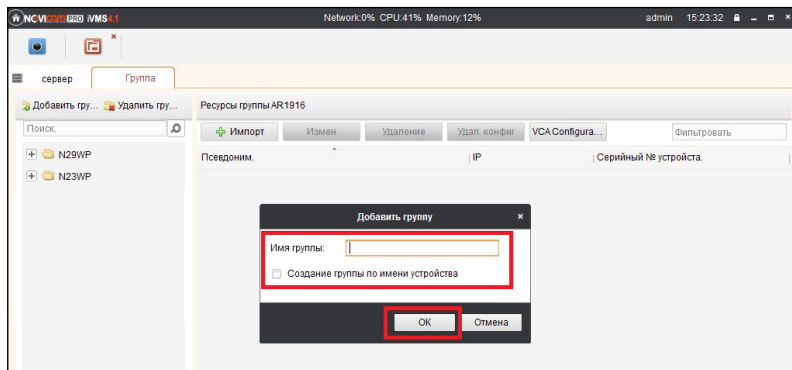 NOVIcam PRO iVMS4.1 Network:0% CPU:41% Memory:12% admin 15:23:32
сервер Группа
Добавить гру... Удалить гру... Ресурсы группы AR1916
Поиск. Импорт Измен Удаление Удал. конфиг VCA Configura... Фильтровать
Псевдоним. IP Серийный № устройства.
N29WP
N23WP
Добавить группу
Имя группы:
Создание группы по имени устройства
OK Отмена